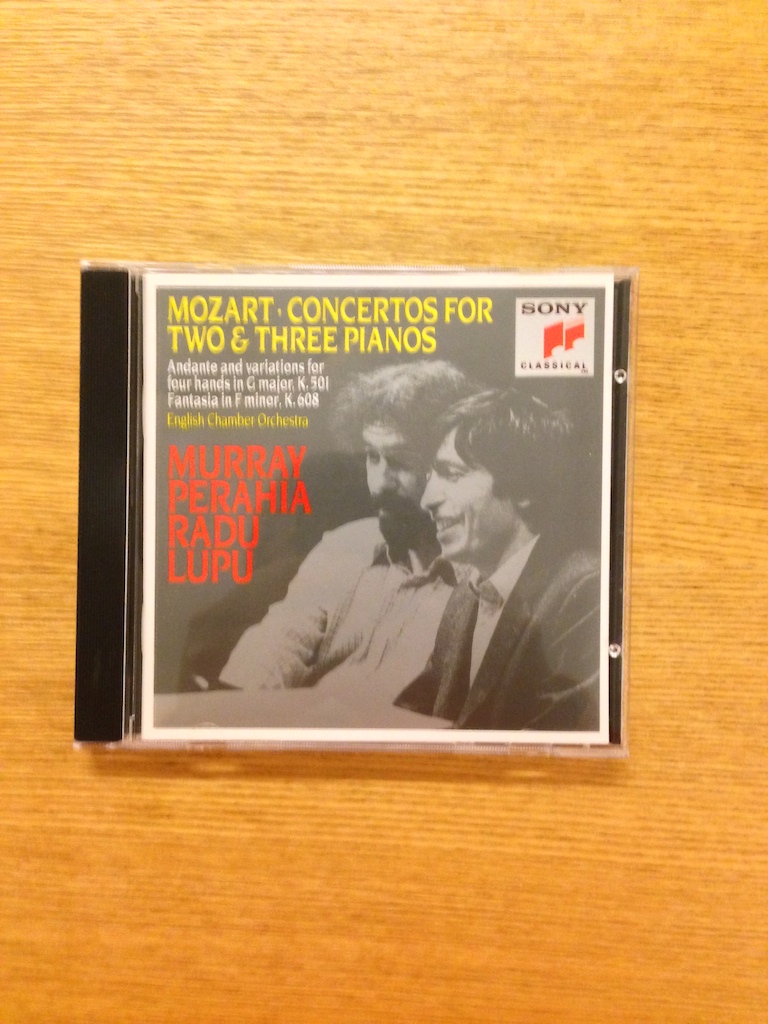 MOZART · CONCERTOS FOR
TWO & THREE PIANOS
Andante and variations for
four hands in G major, K.501
Fantasia in F minor, K.608
English Chamber Orchestra
MURRAY
PERAHIA
RADU
LUPU
SONY
CLASSICAL